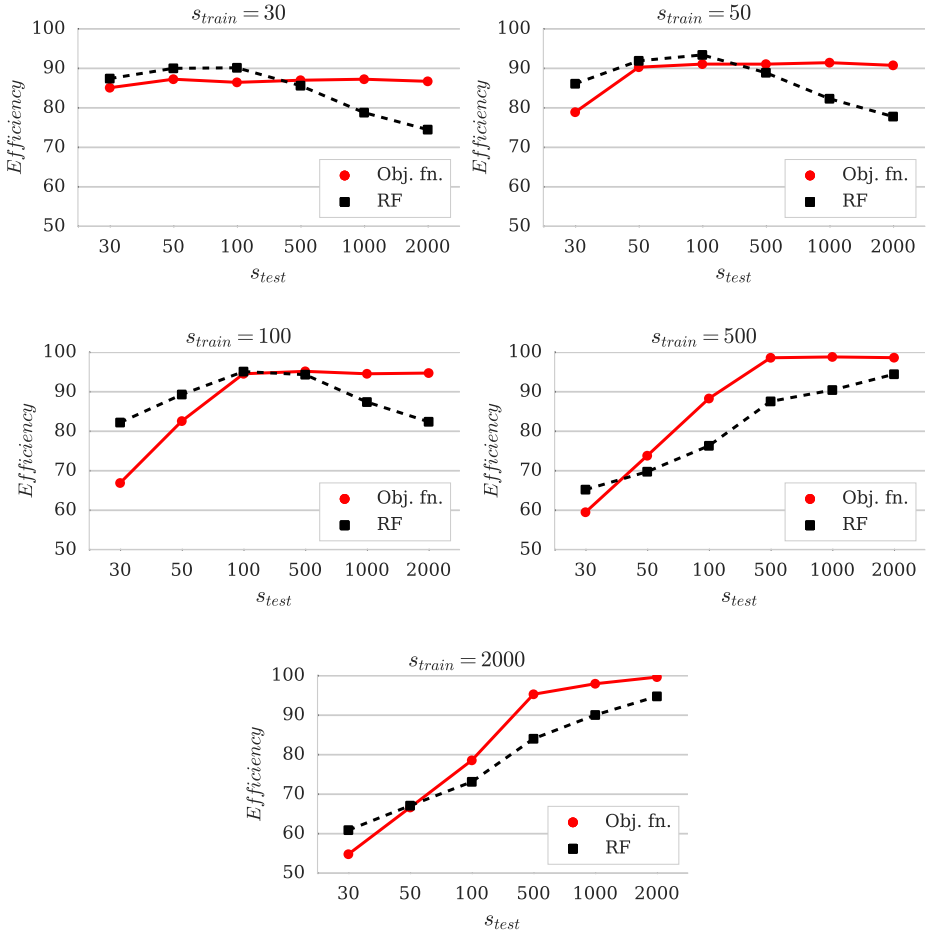 s_train = 30
100
90
80
70
60
50
Efficiency
Obj. fn.
RF
30 50 100 500 1000 2000
s_test
s_train = 50
100
90
80
70
60
50
Efficiency
Obj. fn.
RF
30 50 100 500 1000 2000
s_test
s_train = 100
100
90
80
70
60
50
Efficiency
Obj. fn.
RF
30 50 100 500 1000 2000
s_test
s_train = 500
100
90
80
70
60
50
Efficiency
Obj. fn.
RF
30 50 100 500 1000 2000
s_test
s_train = 2000
100
90
80
70
60
50
Efficiency
Obj. fn.
RF
30 50 100 500 1000 2000
s_test